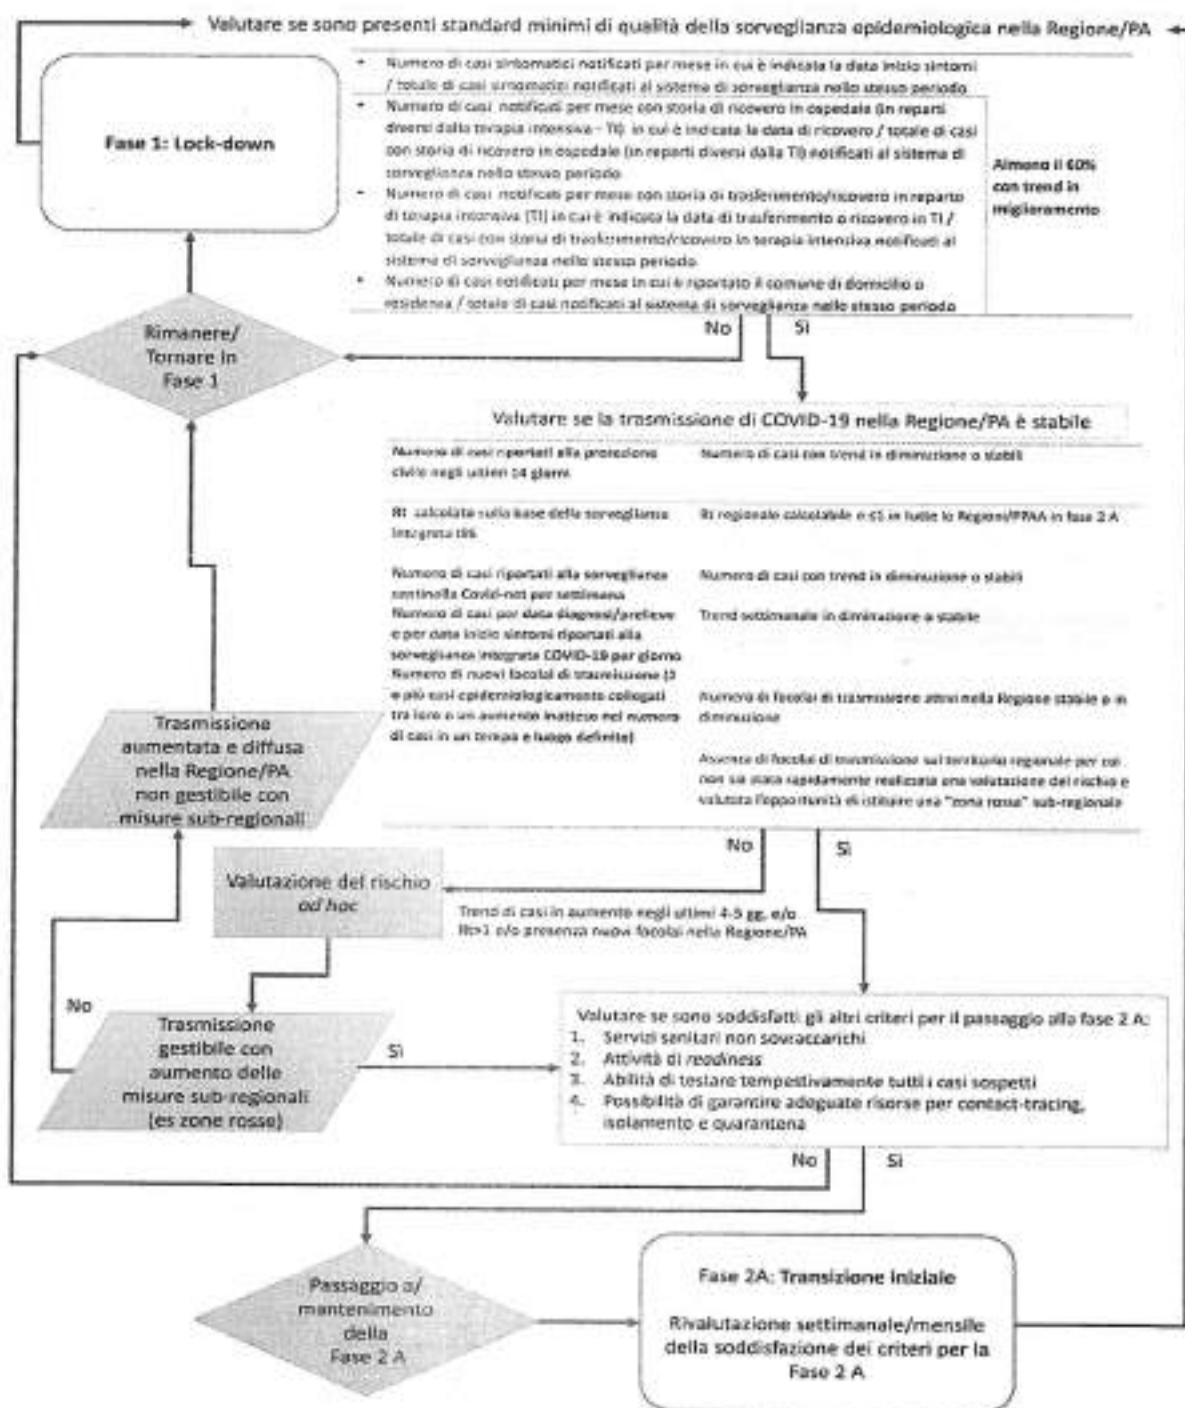 Valutare se sono presenti standard minimi di qualità della sorveglianza epidemiologica nella Regione/PA
Fase 1: Lock-down
• Numero di casi sintomatici notificati per mese in cui è indicata la data inizio sintomi
/ totale di casi sintomatici notificati al sistema di sorveglianza nello stesso periodo
• Numero di casi notificati per mese con storia di ricovero in ospedale (in reparti
diversi dalla terapia intensiva - TI) in cui è indicata la data di ricovero / totale di casi
con storia di ricovero in ospedale (in reparti diversi dalla TI) notificati al sistema di
sorveglianza nello stesso periodo
• Numero di casi notificati per mese con storia di trasferimento/ricovero in reparto
di terapia intensiva (TI) in cui è indicata la data di trasferimento o ricovero in TI /
totale di casi con storia di trasferimento/ricovero in terapia intensiva notificati al
sistema di sorveglianza nello stesso periodo
• Numero di casi notificati per mese in cui è riportato il comune di domicilio o
residenza / totale di casi notificati al sistema di sorveglianza nello stesso periodo
Almeno il 60%
con trend in
miglioramento
No
Sì
Rimanere/
Tornare in
Fase 1
Valutare se la trasmissione di COVID-19 nella Regione/PA è stabile
Numero di casi riportati alla protezione
civile negli ultimi 14 giorni
Numero di casi con trend in diminuzione o stabili
Rt calcolato sulla base della sorveglianza
integrata ISS
Rt regionale calcolabile e ≤1 in tutte le Regioni/PPAA in fase 2 A
Numero di casi riportati alla sorveglianza
sentinella Covid-net per settimana
Numero di casi con trend in diminuzione o stabili
Numero di casi per data diagnosi/prelievo
e per data inizio sintomi riportati alla
sorveglianza integrata COVID-19 per giorno
Trend settimanale in diminuzione o stabile
Numero di nuovi focolai di trasmissione (2
o più casi epidemiologicamente collegati
tra loro o un aumento inatteso nel numero
di casi in un tempo e luogo definito)
Numero di focolai di trasmissione attivi nella Regione stabile o in
diminuzione
Assenza di focolai di trasmissione sul territorio regionale per cui
non sia stata rapidamente realizzata una valutazione del rischio e
valutata l'opportunità di istituire una "zona rossa" sub-regionale
Trasmissione
aumentata e diffusa
nella Regione/PA
non gestibile con
misure sub-regionali
No
Sì
Valutazione del rischio
ad hoc
Trend di casi in aumento negli ultimi 4-5 gg, e/o
Rt>1 e/o presenza nuovi focolai nella Regione/PA
No
Trasmissione
gestibile con
aumento delle
misure sub-regionali
(es zone rosse)
Sì
Valutare se sono soddisfatti gli altri criteri per il passaggio alla fase 2 A:
1. Servizi sanitari non sovraccarichi
2. Attività di readiness
3. Abilità di testare tempestivamente tutti i casi sospetti
4. Possibilità di garantire adeguate risorse per contact-tracing,
isolamento e quarantena
No
Sì
Passaggio a/
mantenimento
della
Fase 2 A
Fase 2A: Transizione iniziale
Rivalutazione settimanale/mensile
della soddisfazione dei criteri per la
Fase 2 A